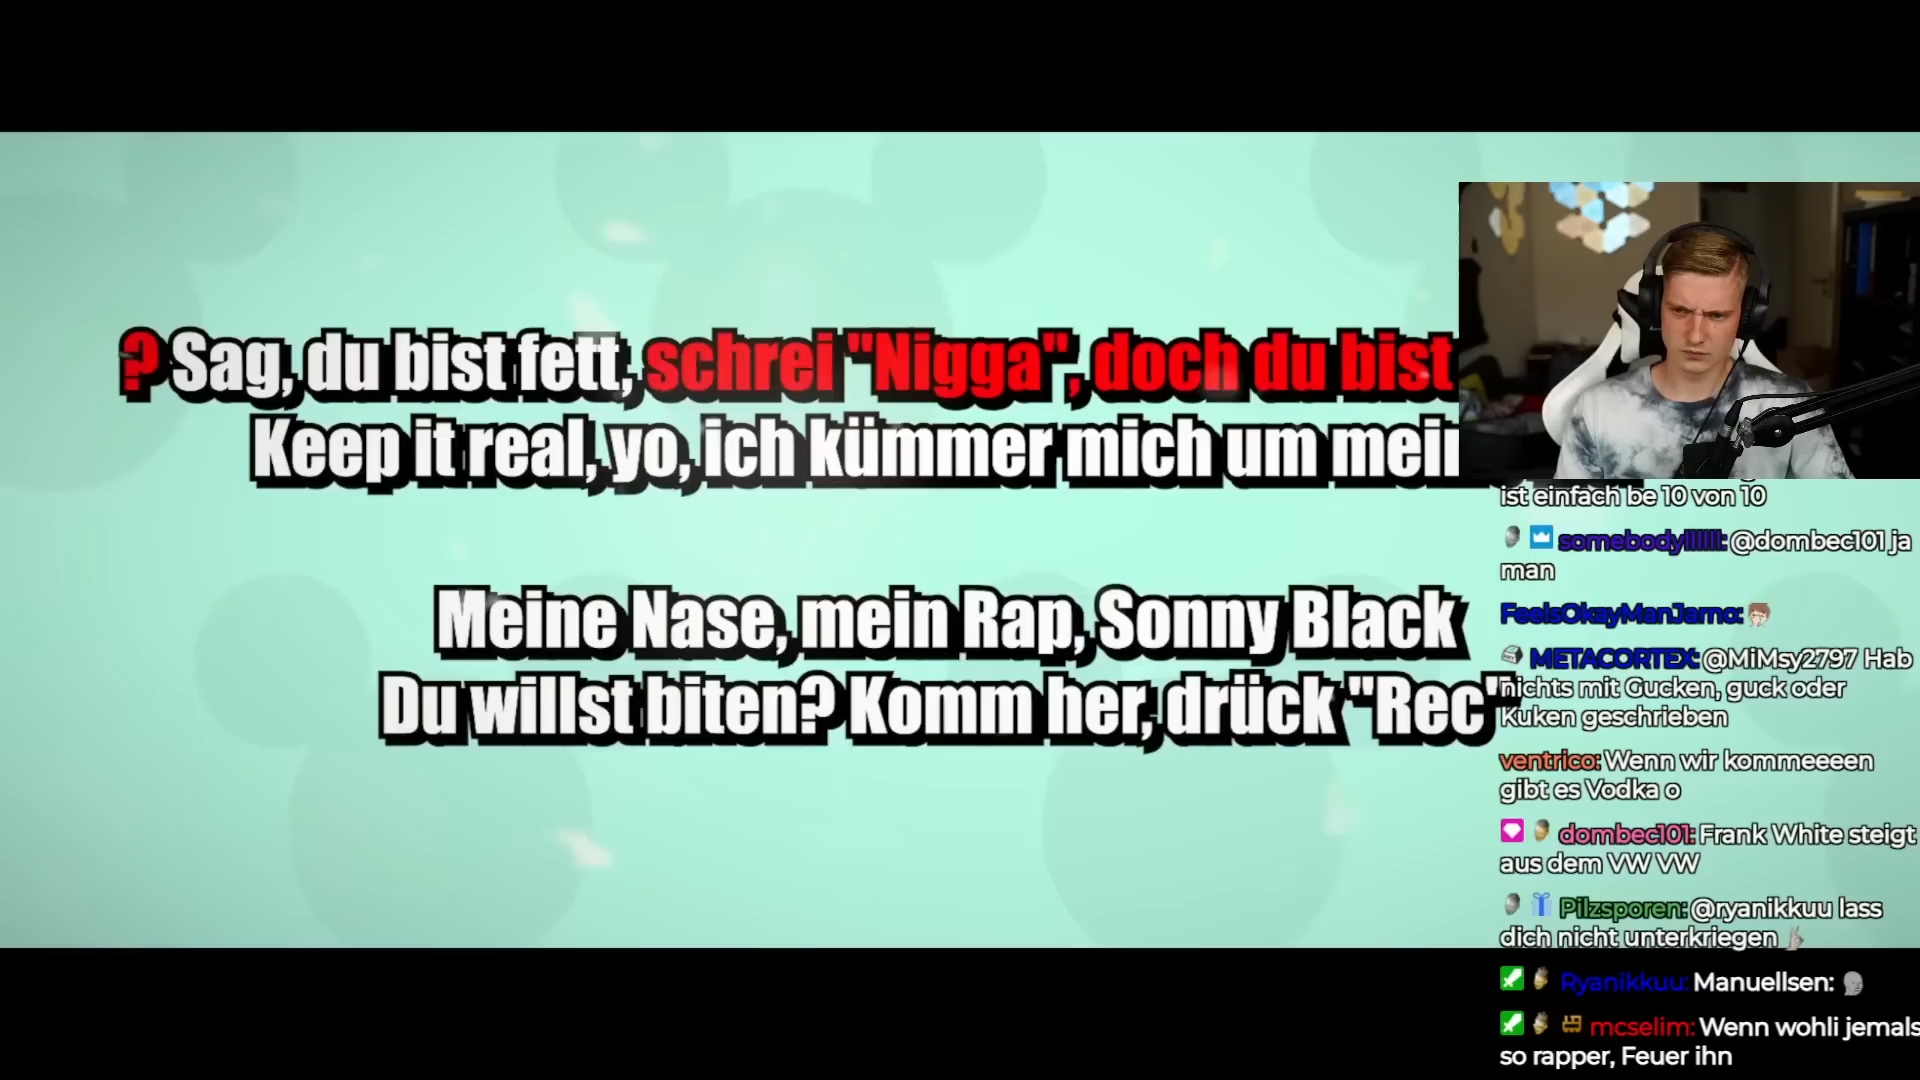 ? Sag, du bist fett, schrei "Nigga", doch du bist
Keep it real, yo, ich kümmer mich um mein
Meine Nase, mein Rap, Sonny Black
Du willst biten? Komm her, drück "Rec"
ist einfach be 10 von 10
somebodyllllll: @dombec101 ja
man
FeelsOkayManJarno:
METACORTEX: @MiMsy2797 Hab
nichts mit Gucken, guck oder
Kuken geschrieben
ventrico: Wenn wir kommeeeen
gibt es Vodka o
dombec101: Frank White steigt
aus dem VW VW
Pilzsporen: @ryanikkuu lass
dich nicht unterkriegen
Ryanikkuu: Manuellsen:
mcselim: Wenn wohli jemals
so rapper, Feuer ihn